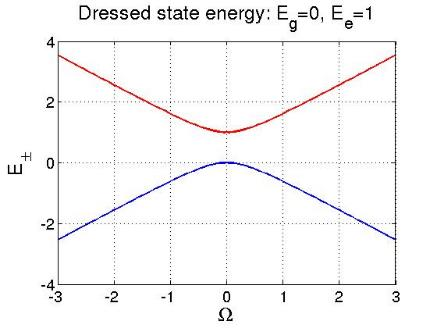 Dressed state energy: E_g=0, E_e=1
4
2
0
-2
-4
E_±
-3 -2 -1 0 1 2 3
Ω